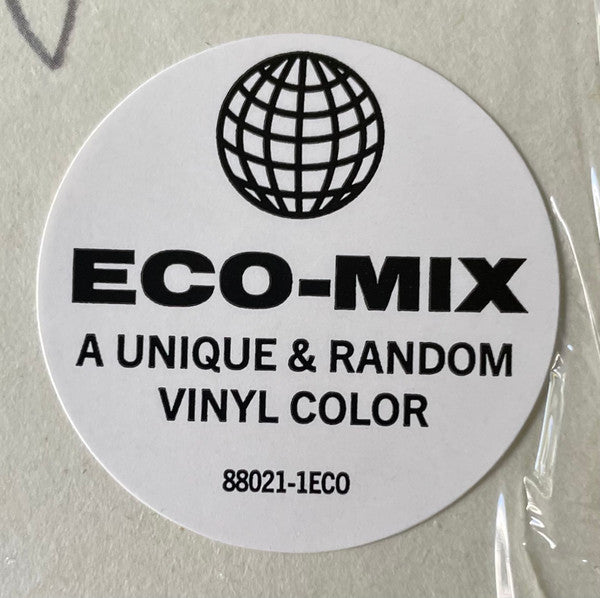 ECO-MIX
A UNIQUE & RANDOM
VINYL COLOR
88021-1ECO